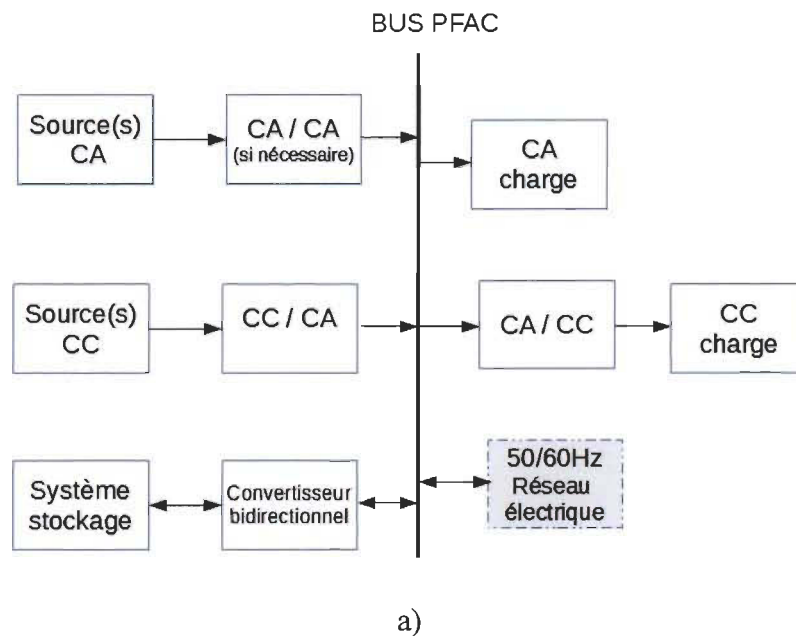 BUS PFAC
Source(s)
CA
CA / CA
(si nécessaire)
CA
charge
Source(s)
CC
CC / CA
CA / CC
CC
charge
Système
stockage
Convertisseur
bidirectionnel
50/60Hz
Réseau
électrique
a)